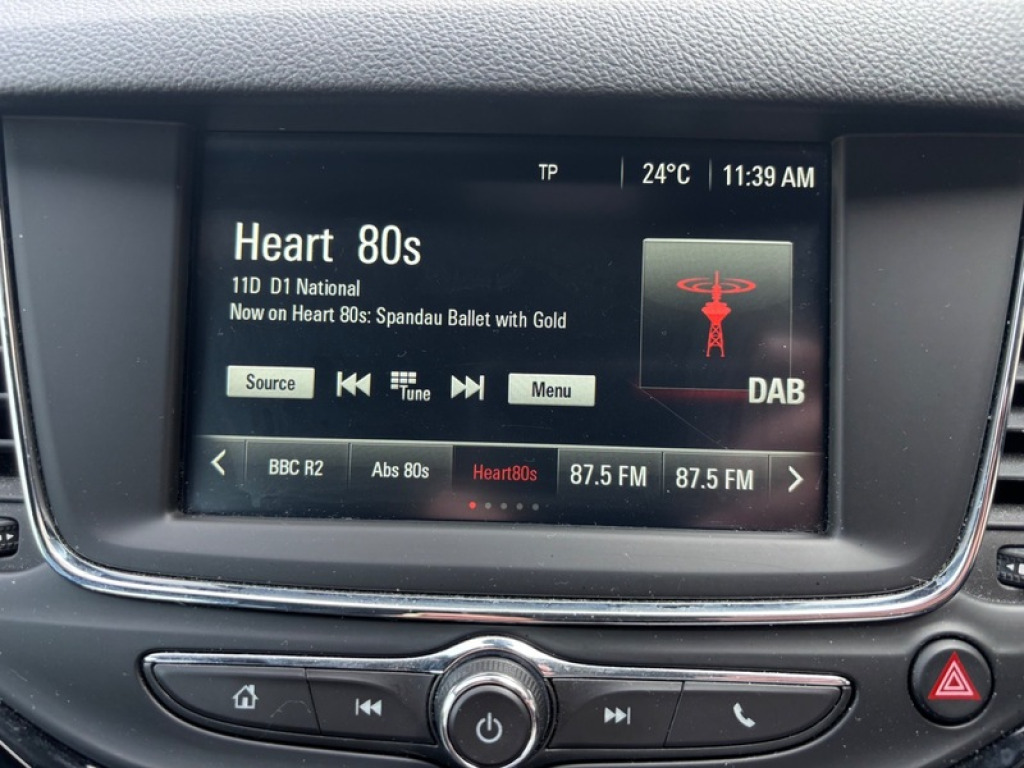 TP 24°C 11:39 AM
Heart 80s
11D D1 National
Now on Heart 80s: Spandau Ballet with Gold
Source Tune Menu
DAB
BBC R2 Abs 80s Heart80s 87.5 FM 87.5 FM